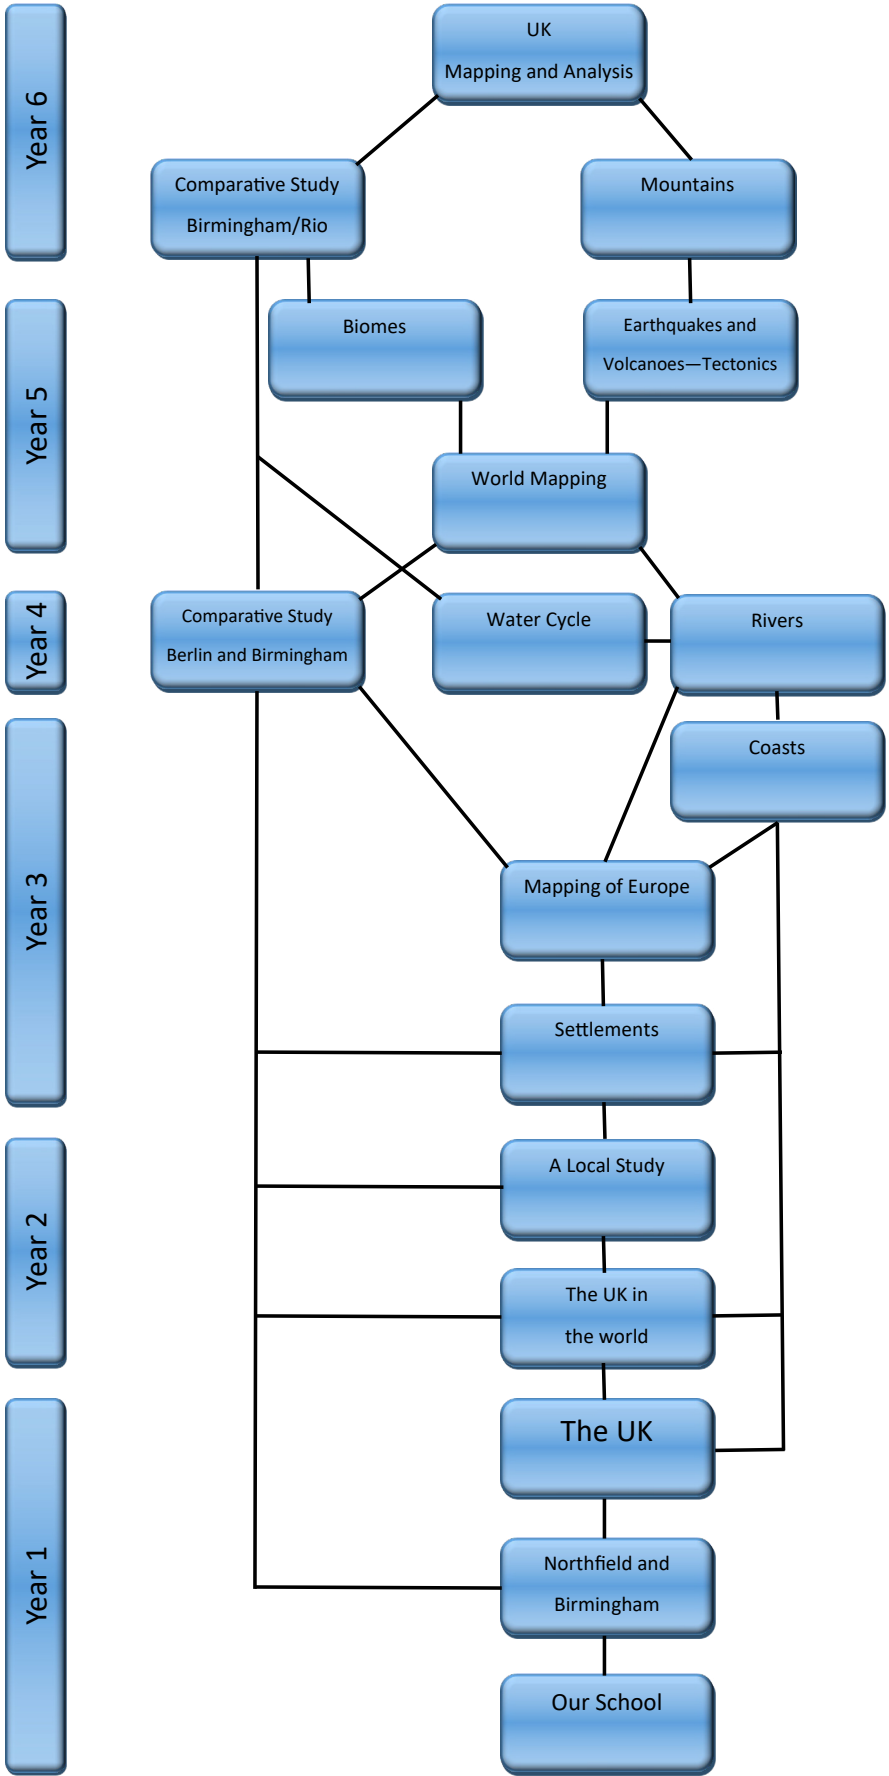 Year 6
UK
Mapping and Analysis
Comparative Study
Birmingham/Rio
Mountains
Year 5
Biomes
Earthquakes and
Volcanoes—Tectonics
World Mapping
Year 4
Comparative Study
Berlin and Birmingham
Water Cycle
Rivers
Year 3
Coasts
Mapping of Europe
Settlements
Year 2
A Local Study
The UK in
the world
Year 1
The UK
Northfield and
Birmingham
Our School